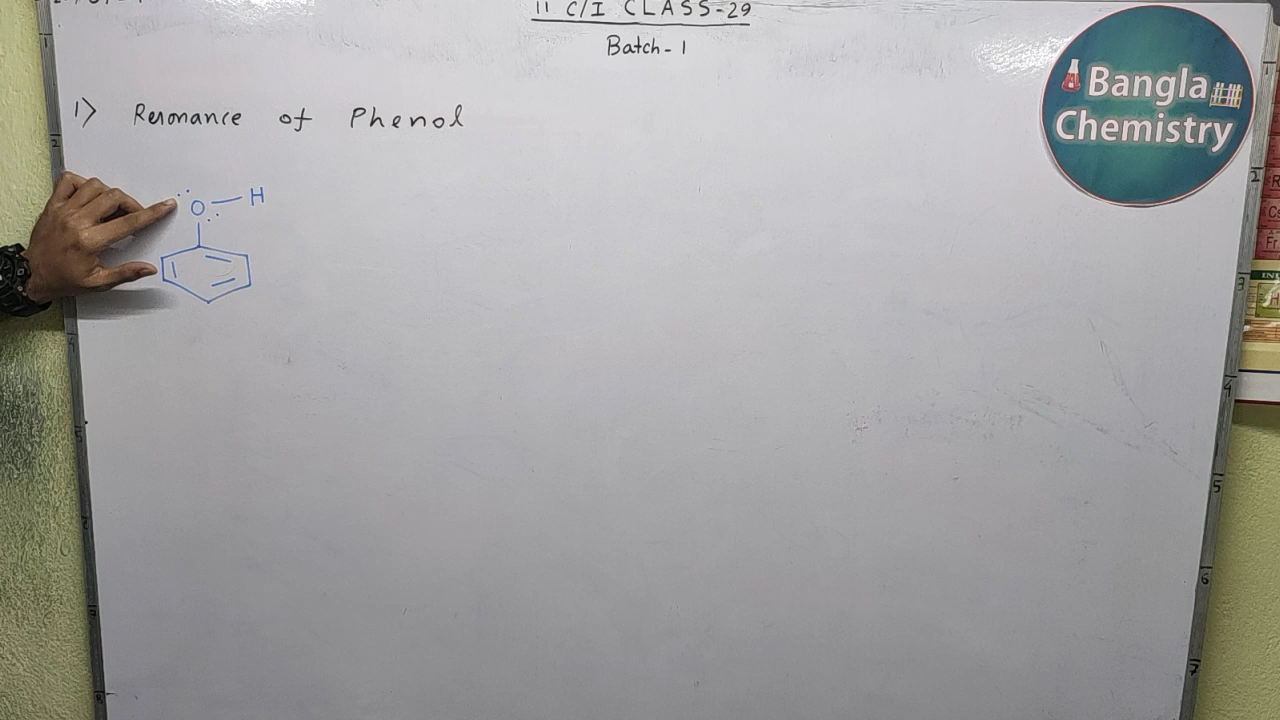 11 C/I CLASS-29
Batch-1
Bangla
Chemistry
1) Resonance of Phenol
O — H